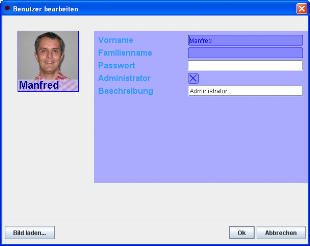 Benutzer bearbeiten
Manfred
Vorname Manfred
Familienname
Passwort
Administrator
Beschreibung Administrator
Bild laden...
Ok Abbrechen